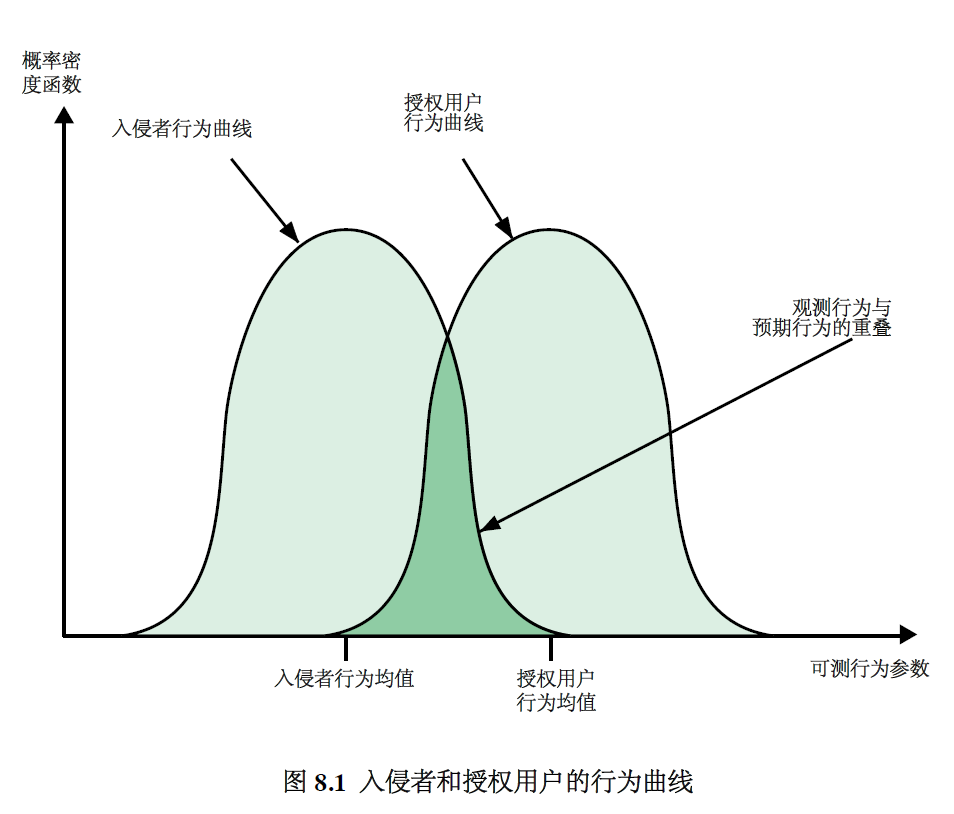 概率密
度函数
入侵者行为曲线
授权用户
行为曲线
观测行为与
预期行为的重叠
入侵者行为均值
授权用户
行为均值
可测行为参数
图 8.1 入侵者和授权用户的行为曲线